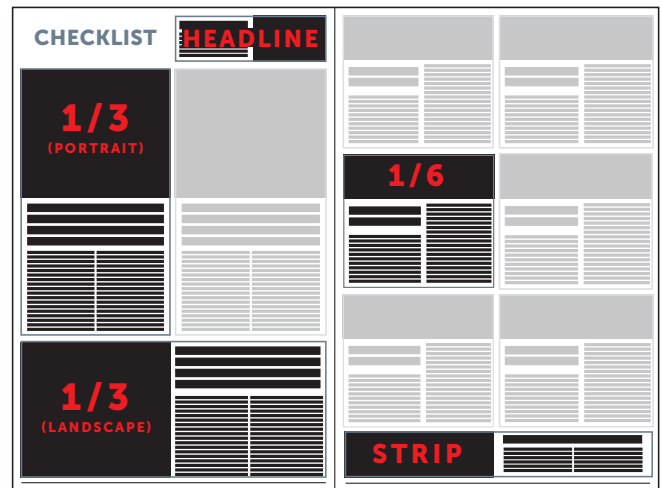 CHECKLIST
HEADLINE
1/3
(PORTRAIT)
1/3
(LANDSCAPE)
1/6
STRIP